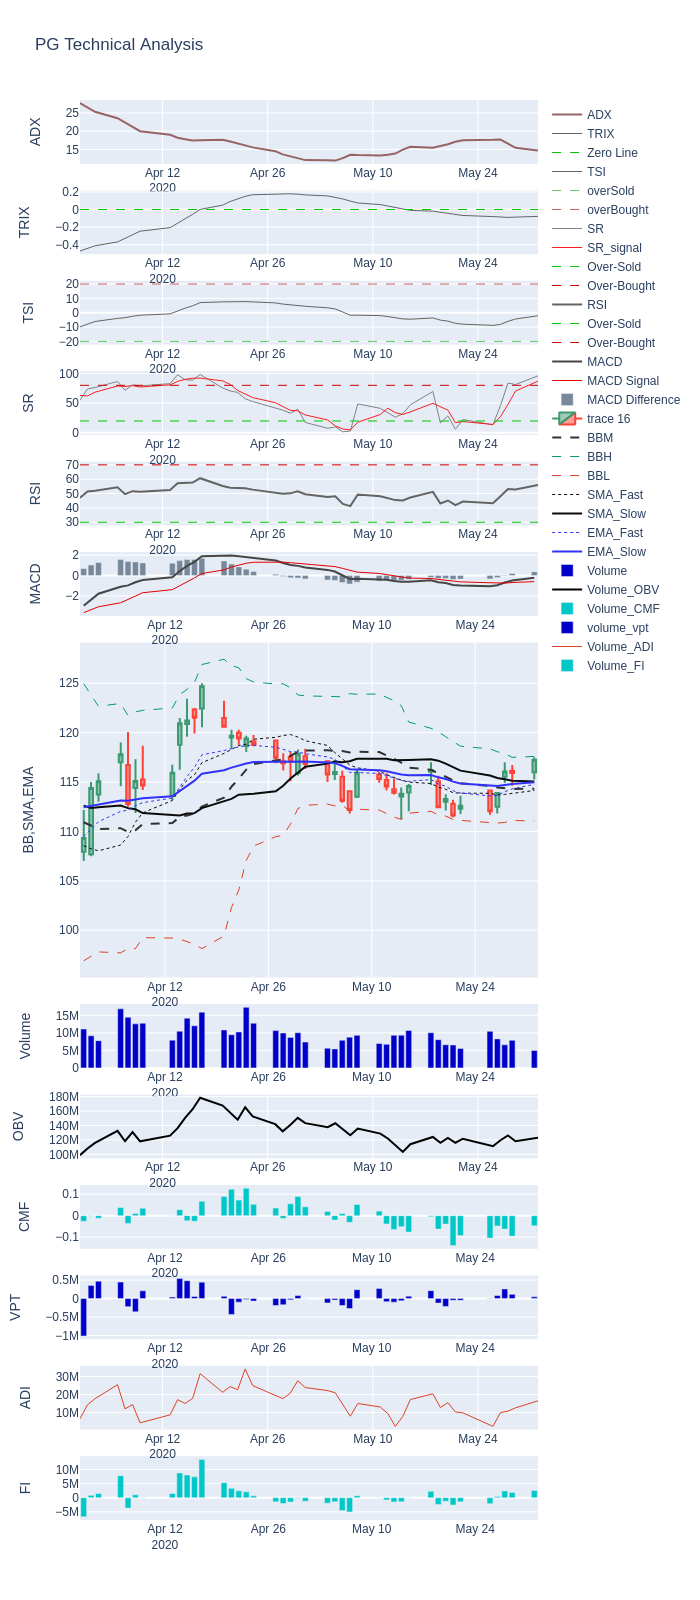 PG Technical Analysis
ADX
25
20
15
Apr 12
2020
Apr 26
May 10
May 24
TRIX
0.2
0
−0.2
−0.4
Apr 12
2020
Apr 26
May 10
May 24
TSI
20
10
0
−10
−20
Apr 12
2020
Apr 26
May 10
May 24
SR
100
50
0
Apr 12
2020
Apr 26
May 10
May 24
RSI
70
60
50
40
30
Apr 12
2020
Apr 26
May 10
May 24
MACD
2
0
−2
Apr 12
2020
Apr 26
May 10
May 24
BB,SMA,EMA
125
120
115
110
105
100
Apr 12
2020
Apr 26
May 10
May 24
Volume
15M
10M
5M
0
Apr 12
2020
Apr 26
May 10
May 24
OBV
180M
160M
140M
120M
100M
Apr 12
2020
Apr 26
May 10
May 24
CMF
0.1
0
−0.1
Apr 12
2020
Apr 26
May 10
May 24
VPT
0.5M
0
−0.5M
−1M
Apr 12
2020
Apr 26
May 10
May 24
ADI
30M
20M
10M
Apr 12
2020
Apr 26
May 10
May 24
FI
10M
5M
0
−5M
Apr 12
2020
Apr 26
May 10
May 24
ADX
TRIX
Zero Line
TSI
overSold
overBought
SR
SR_signal
Over-Sold
Over-Bought
RSI
Over-Sold
Over-Bought
MACD
MACD Signal
MACD Difference
trace 16
BBM
BBH
BBL
SMA_Fast
SMA_Slow
EMA_Fast
EMA_Slow
Volume
Volume_OBV
Volume_CMF
volume_vpt
Volume_ADI
Volume_FI